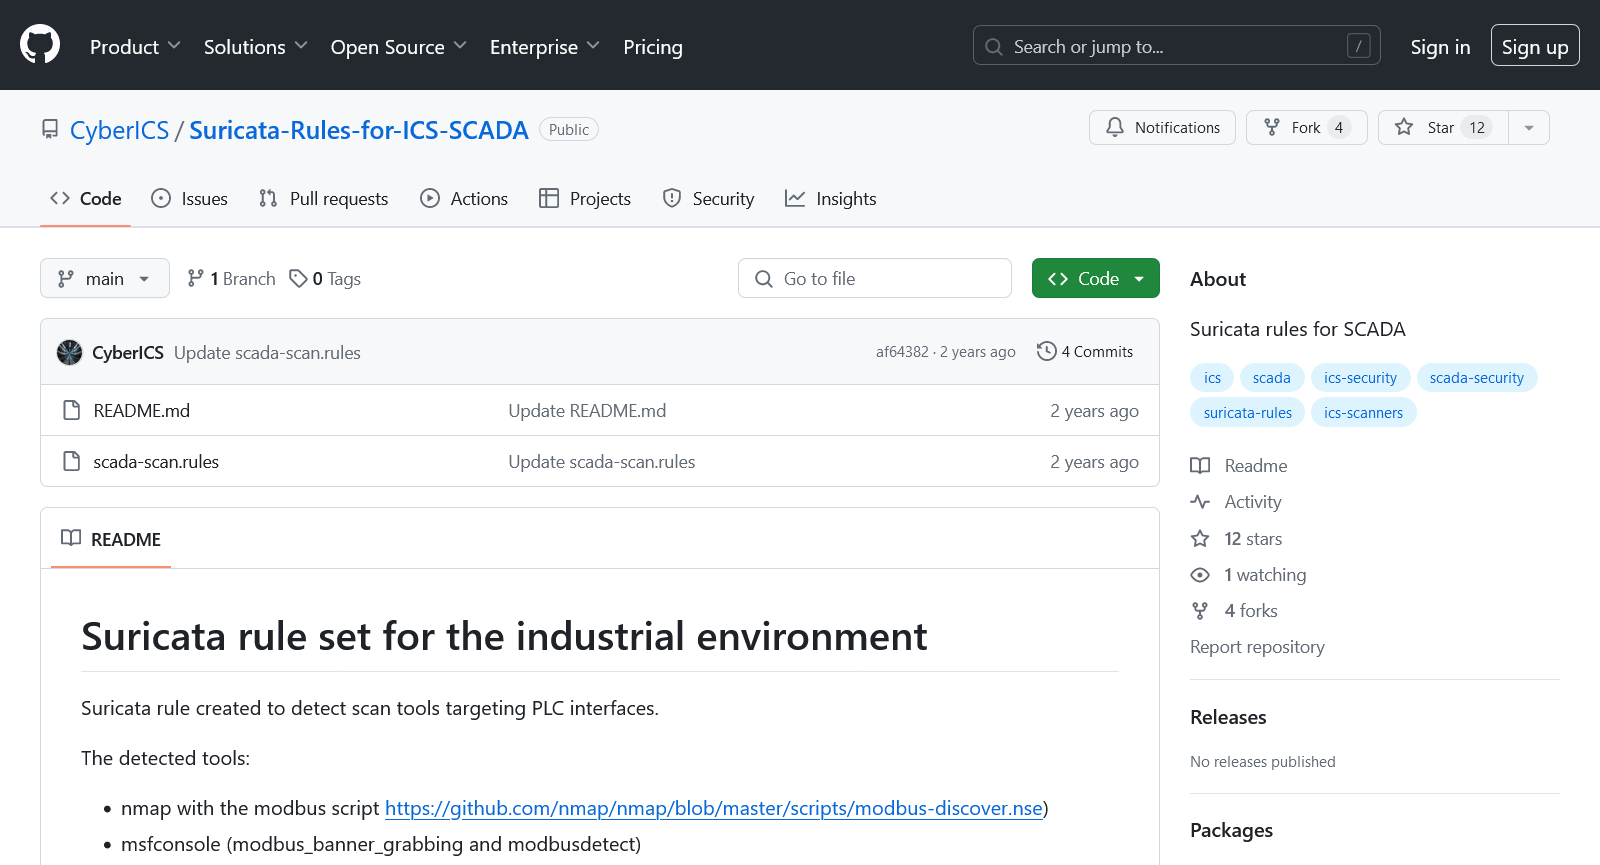 Product Solutions Open Source Enterprise Pricing Search or jump to... / Sign in Sign up
CyberICS / Suricata-Rules-for-ICS-SCADA Public Notifications Fork 4 Star 12
Code Issues Pull requests Actions Projects Security Insights
main 1 Branch 0 Tags Go to file Code
CyberICS Update scada-scan.rules af64382 · 2 years ago 4 Commits
README.md Update README.md 2 years ago
scada-scan.rules Update scada-scan.rules 2 years ago
README
Suricata rule set for the industrial environment
Suricata rule created to detect scan tools targeting PLC interfaces.
The detected tools:
• nmap with the modbus script https://github.com/nmap/nmap/blob/master/scripts/modbus-discover.nse)
• msfconsole (modbus_banner_grabbing and modbusdetect)
About
Suricata rules for SCADA
ics scada ics-security scada-security
suricata-rules ics-scanners
Readme
Activity
12 stars
1 watching
4 forks
Report repository
Releases
No releases published
Packages